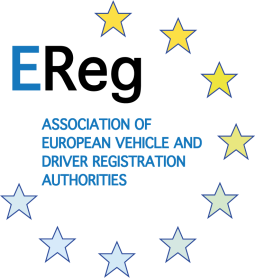 EReg
ASSOCIATION OF
EUROPEAN VEHICLE AND
DRIVER REGISTRATION
AUTHORITIES